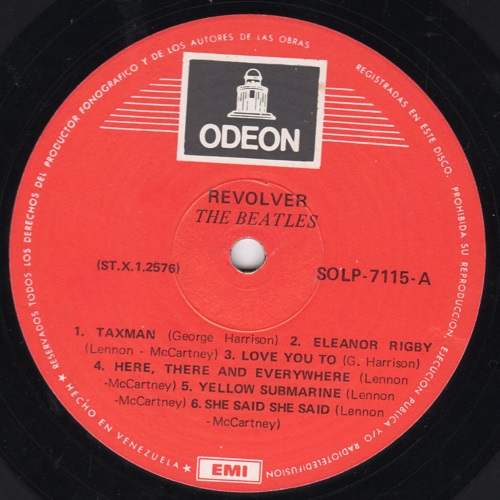 RESERVADOS TODOS LOS DERECHOS DEL PRODUCTOR FONOGRAFICO Y DE LOS AUTORES DE LAS OBRAS
REGISTRADAS EN ESTE DISCO. PROHIBIDA SU REPRODUCCION, EJECUCION PUBLICA Y/O RADIOTELEDIFUSION
ODEON
REVOLVER
THE BEATLES
(ST.X.1.2576)
SOLP-7115-A
1. TAXMAN (George Harrison) 2. ELEANOR RIGBY
(Lennon - McCartney) 3. LOVE YOU TO (G. Harrison)
4. HERE, THERE AND EVERYWHERE (Lennon
-McCartney) 5. YELLOW SUBMARINE (Lennon
-McCartney) 6. SHE SAID SHE SAID (Lennon
- McCartney)
EMI
HECHO EN VENEZUELA